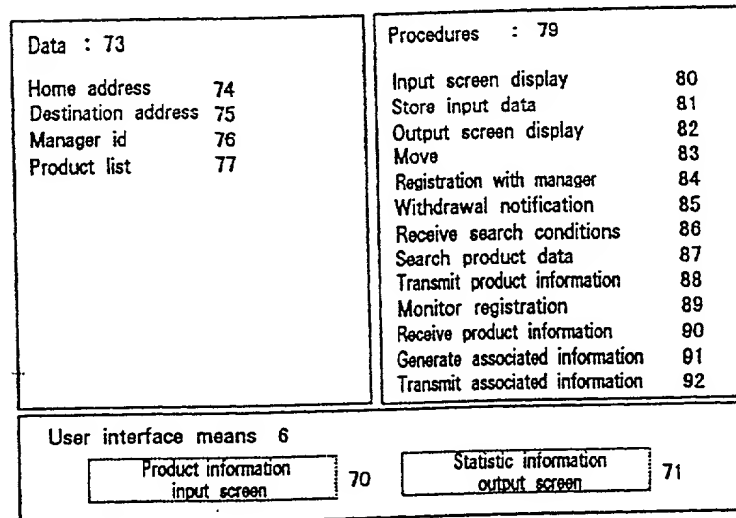 Data : 73
Home address 74
Destination address 75
Manager id 76
Product list 77
Procedures : 79
Input screen display 80
Store input data 81
Output screen display 82
Move 83
Registration with manager 84
Withdrawal notification 85
Receive search conditions 86
Search product data 87
Transmit product information 88
Monitor registration 89
Receive product information 90
Generate associated information 91
Transmit associated information 92
User interface means 6
Product information
input screen
70
Statistic information
output screen
71